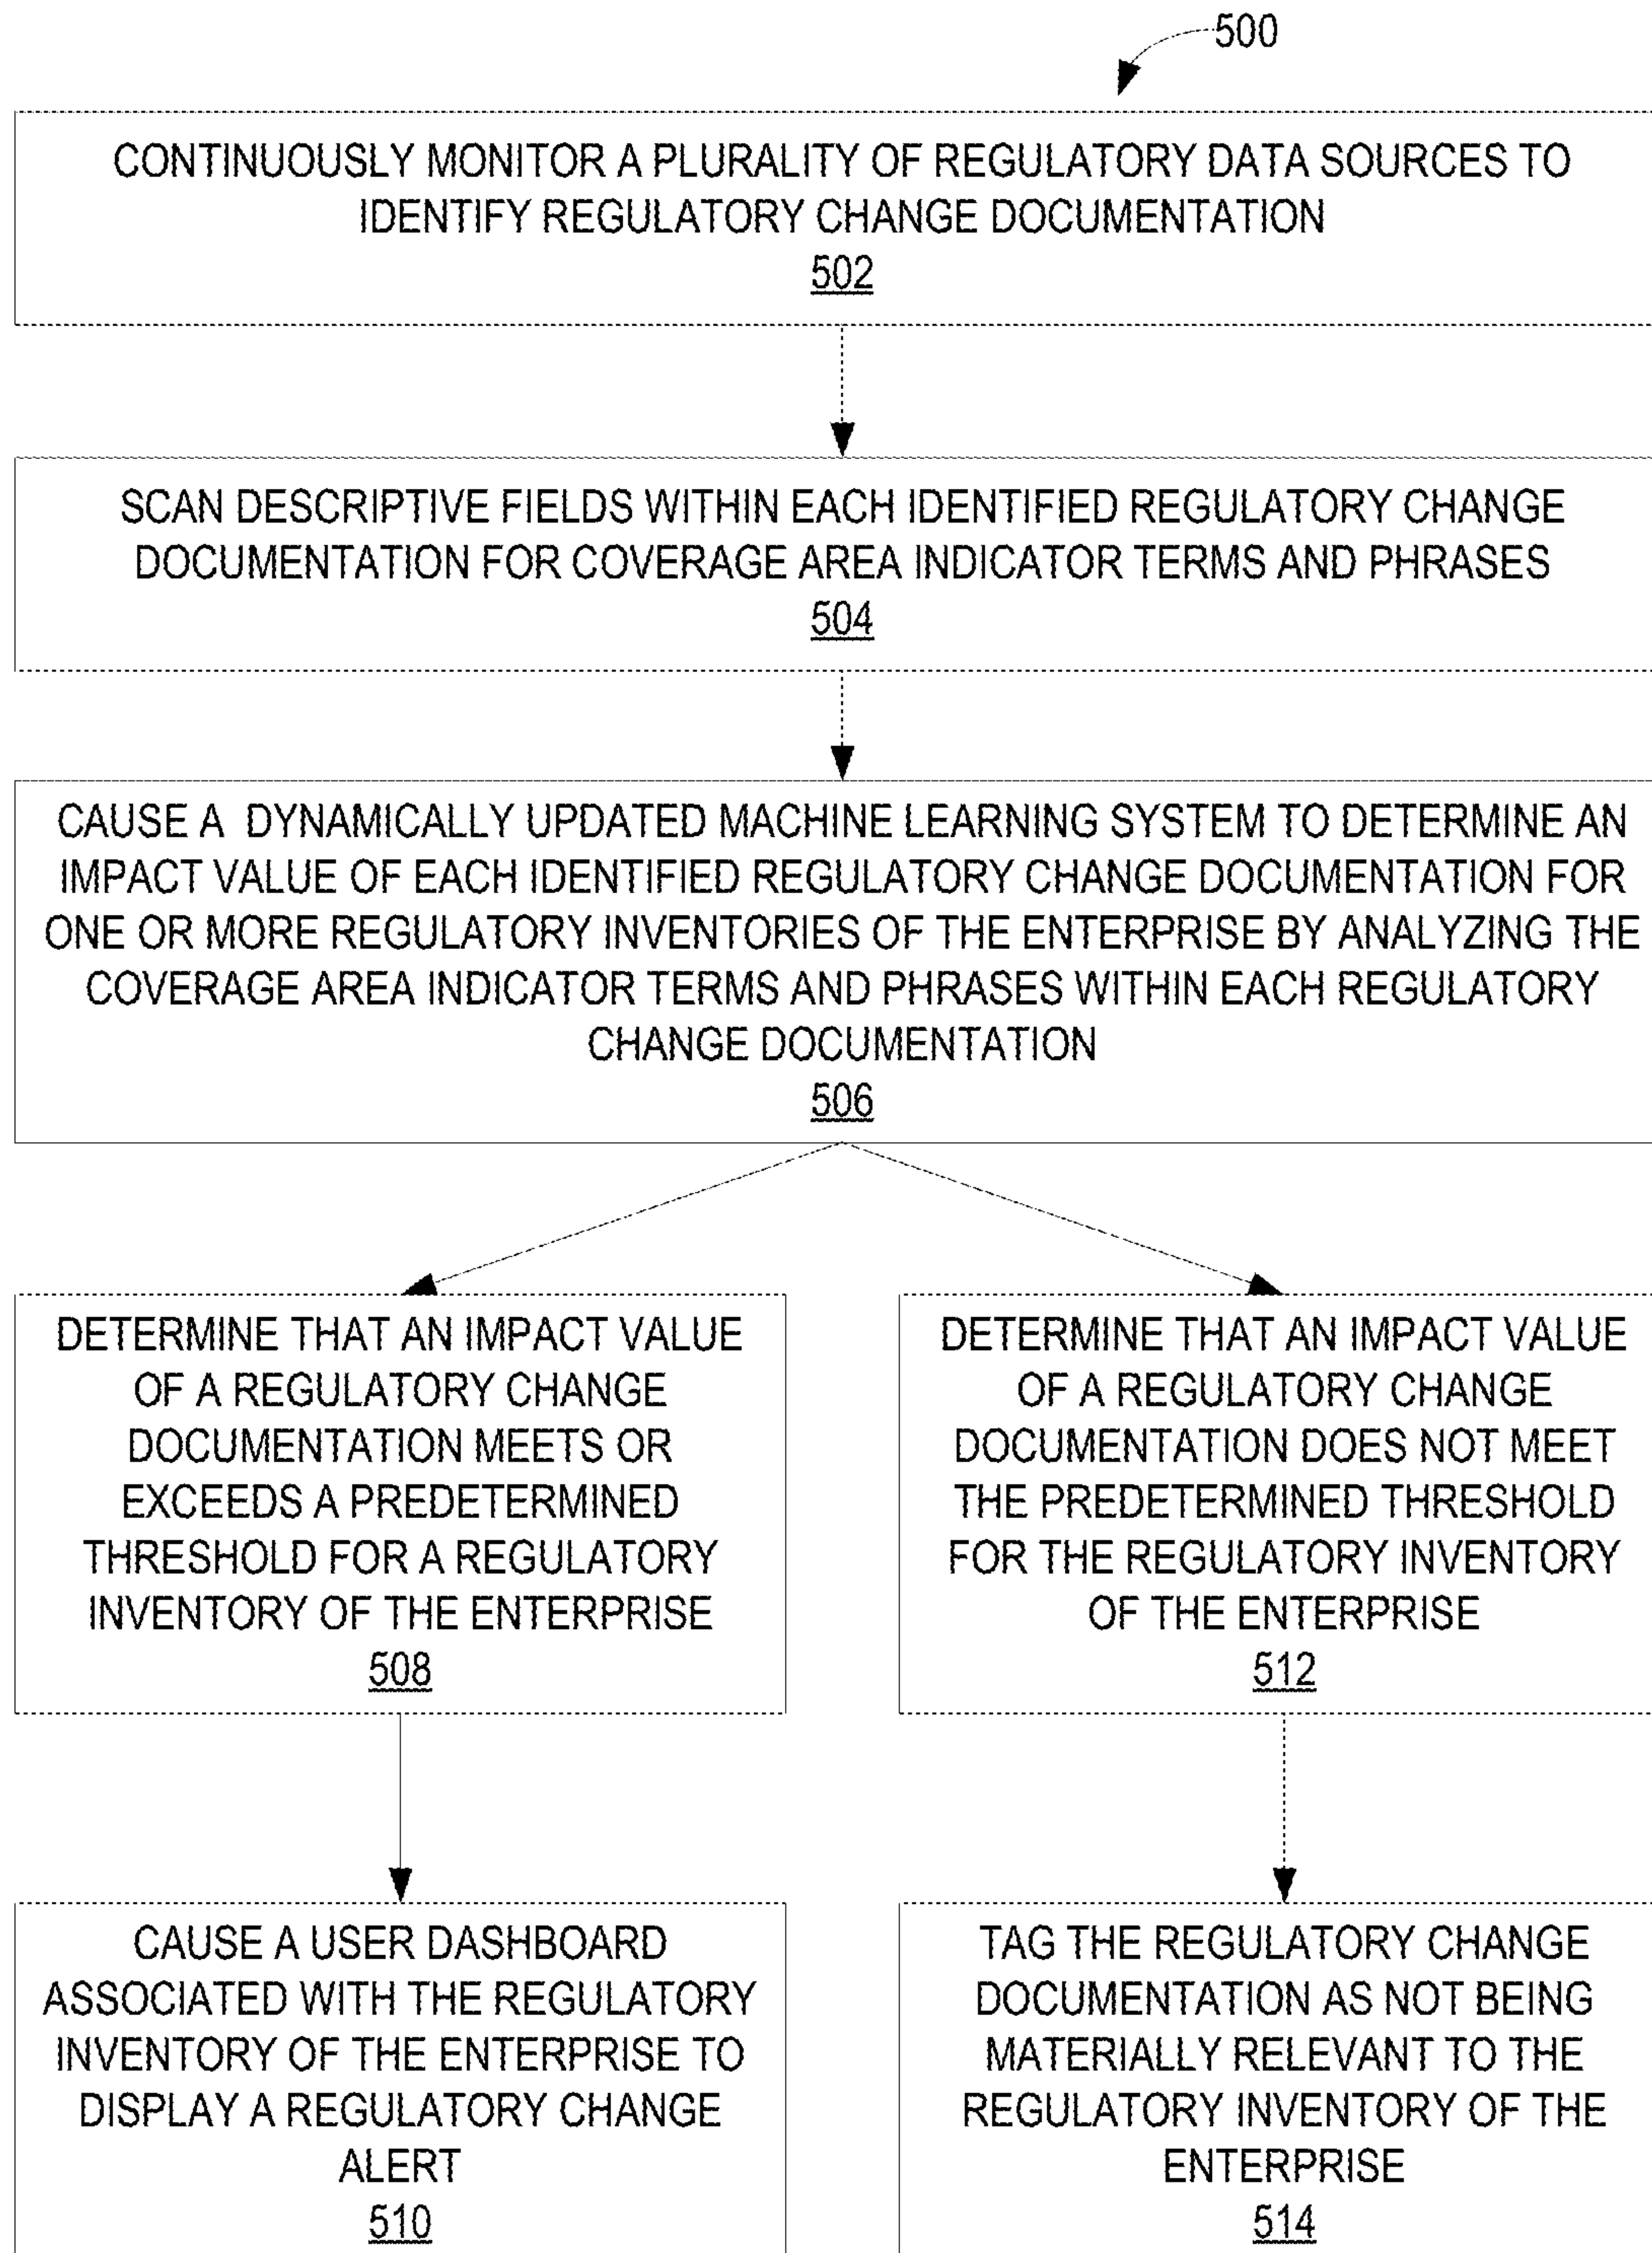 500
CONTINUOUSLY MONITOR A PLURALITY OF REGULATORY DATA SOURCES TO
IDENTIFY REGULATORY CHANGE DOCUMENTATION
502
SCAN DESCRIPTIVE FIELDS WITHIN EACH IDENTIFIED REGULATORY CHANGE
DOCUMENTATION FOR COVERAGE AREA INDICATOR TERMS AND PHRASES
504
CAUSE A DYNAMICALLY UPDATED MACHINE LEARNING SYSTEM TO DETERMINE AN
IMPACT VALUE OF EACH IDENTIFIED REGULATORY CHANGE DOCUMENTATION FOR
ONE OR MORE REGULATORY INVENTORIES OF THE ENTERPRISE BY ANALYZING THE
COVERAGE AREA INDICATOR TERMS AND PHRASES WITHIN EACH REGULATORY
CHANGE DOCUMENTATION
506
DETERMINE THAT AN IMPACT VALUE
OF A REGULATORY CHANGE
DOCUMENTATION MEETS OR
EXCEEDS A PREDETERMINED
THRESHOLD FOR A REGULATORY
INVENTORY OF THE ENTERPRISE
508
DETERMINE THAT AN IMPACT VALUE
OF A REGULATORY CHANGE
DOCUMENTATION DOES NOT MEET
THE PREDETERMINED THRESHOLD
FOR THE REGULATORY INVENTORY
OF THE ENTERPRISE
512
CAUSE A USER DASHBOARD
ASSOCIATED WITH THE REGULATORY
INVENTORY OF THE ENTERPRISE TO
DISPLAY A REGULATORY CHANGE
ALERT
510
TAG THE REGULATORY CHANGE
DOCUMENTATION AS NOT BEING
MATERIALLY RELEVANT TO THE
REGULATORY INVENTORY OF THE
ENTERPRISE
514